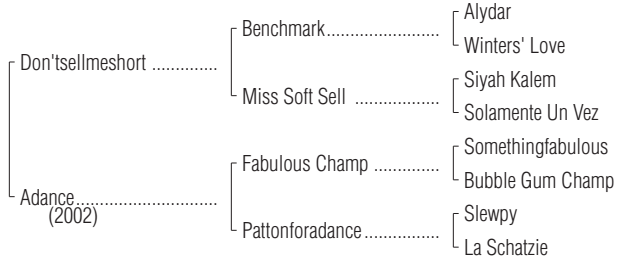 Alydar
Benchmark....................
Winters' Love
Don'tsellmeshort ..............
Siyah Kalem
Miss Soft Sell ...............
Solamente Un Vez
Somethingfabulous
Fabulous Champ ............
Bubble Gum Champ
Adance..............................
(2002)
Slewpy
Pattonforadance..............
La Schatzie